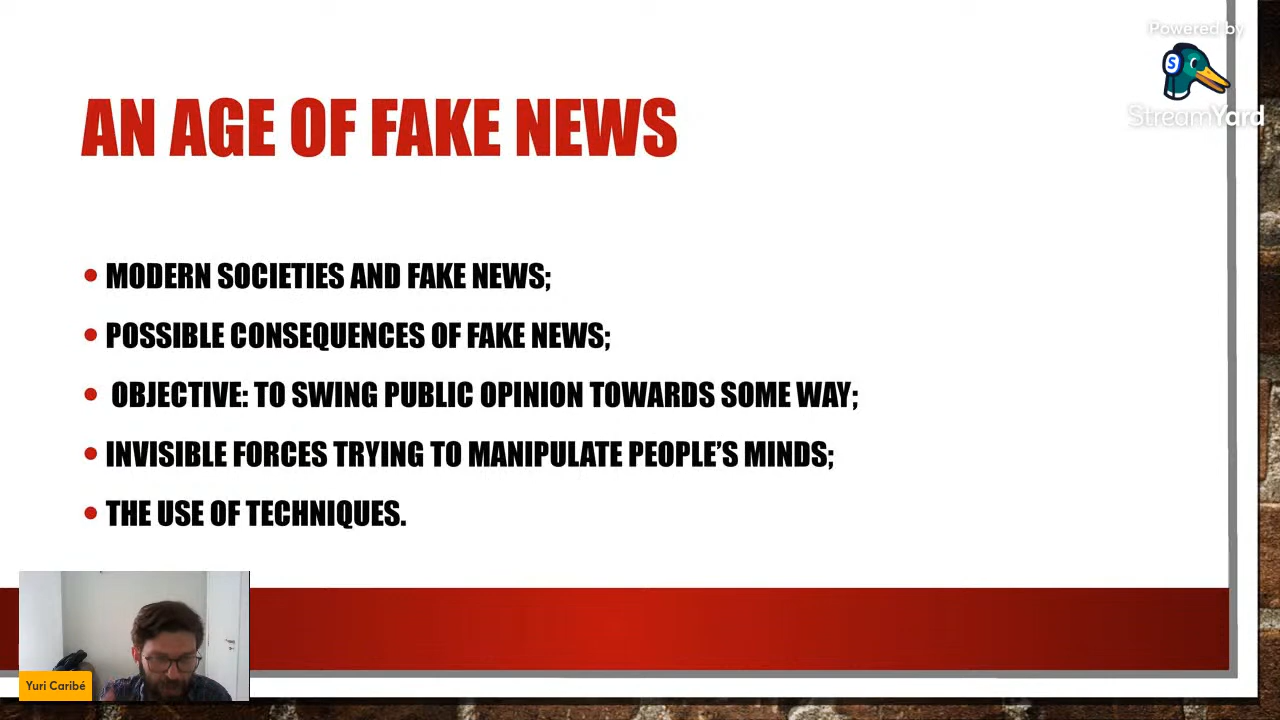 Powered by
StreamYard
AN AGE OF FAKE NEWS
• MODERN SOCIETIES AND FAKE NEWS;
• POSSIBLE CONSEQUENCES OF FAKE NEWS;
• OBJECTIVE: TO SWING PUBLIC OPINION TOWARDS SOME WAY;
• INVISIBLE FORCES TRYING TO MANIPULATE PEOPLE’S MINDS;
• THE USE OF TECHNIQUES.
Yuri Caribé